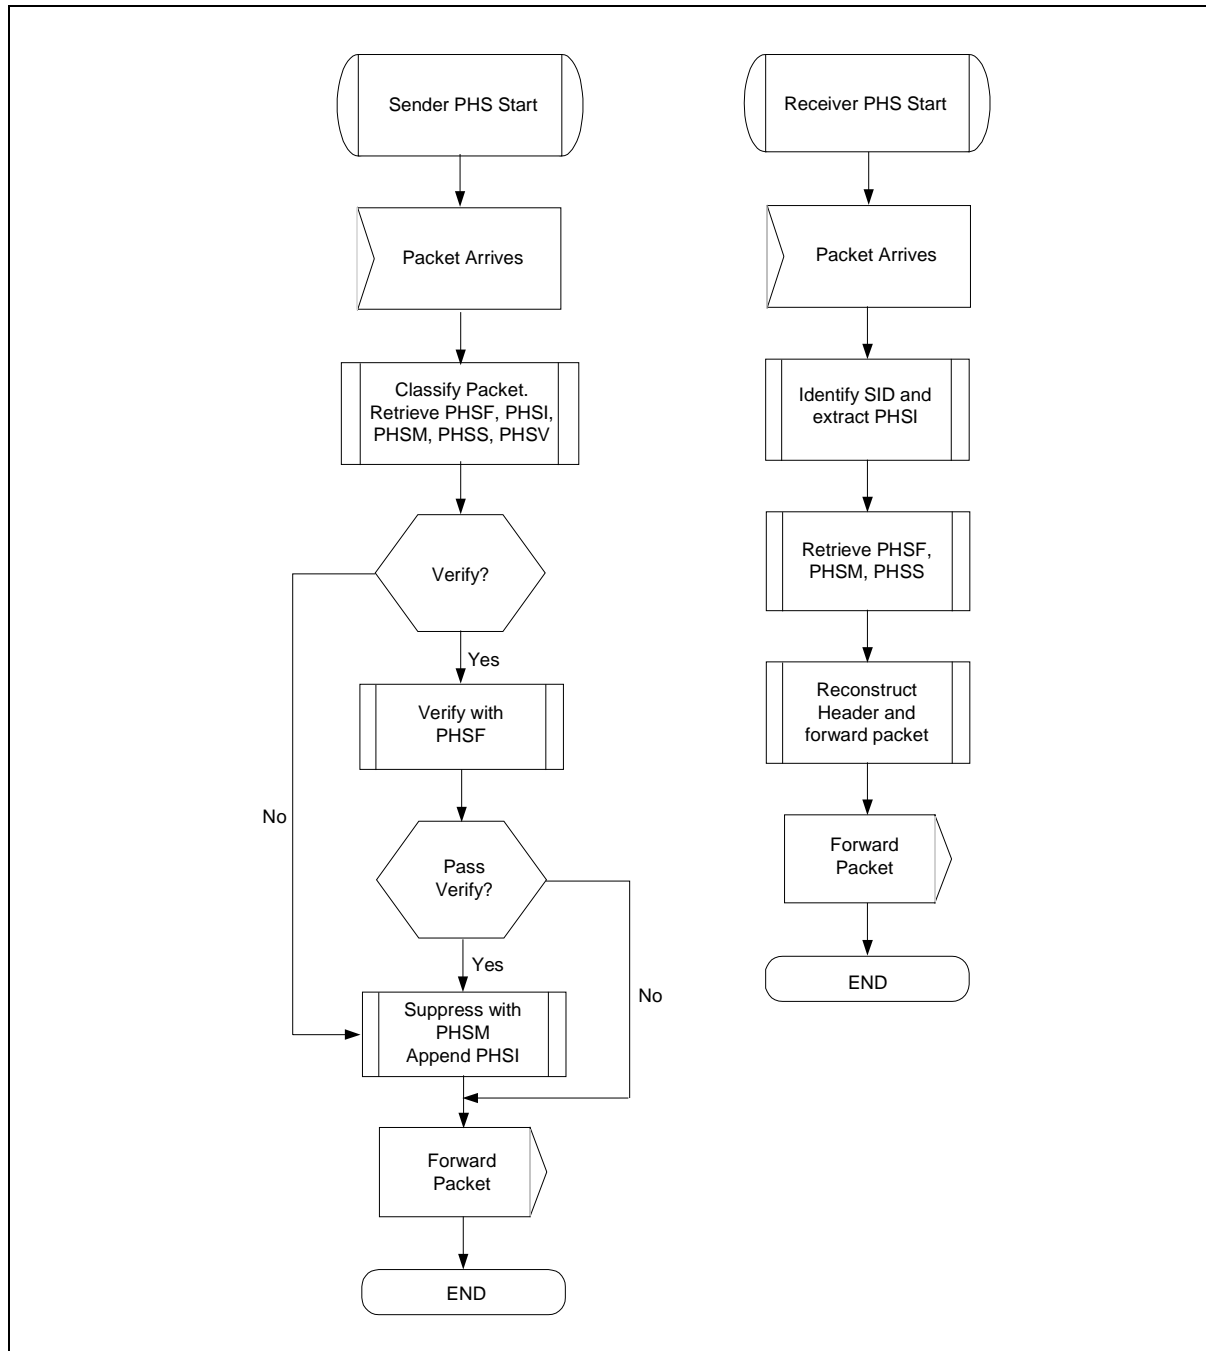 Sender PHS Start
Packet Arrives
Classify Packet.
Retrieve PHSF, PHSI,
PHSM, PHSS, PHSV
Verify?
Yes
Verify with
PHSF
No
Pass
Verify?
Yes
No
Suppress with
PHSM
Append PHSI
Forward
Packet
END
Receiver PHS Start
Packet Arrives
Identify SID and
extract PHSI
Retrieve PHSF,
PHSM, PHSS
Reconstruct
Header and
forward packet
Forward
Packet
END